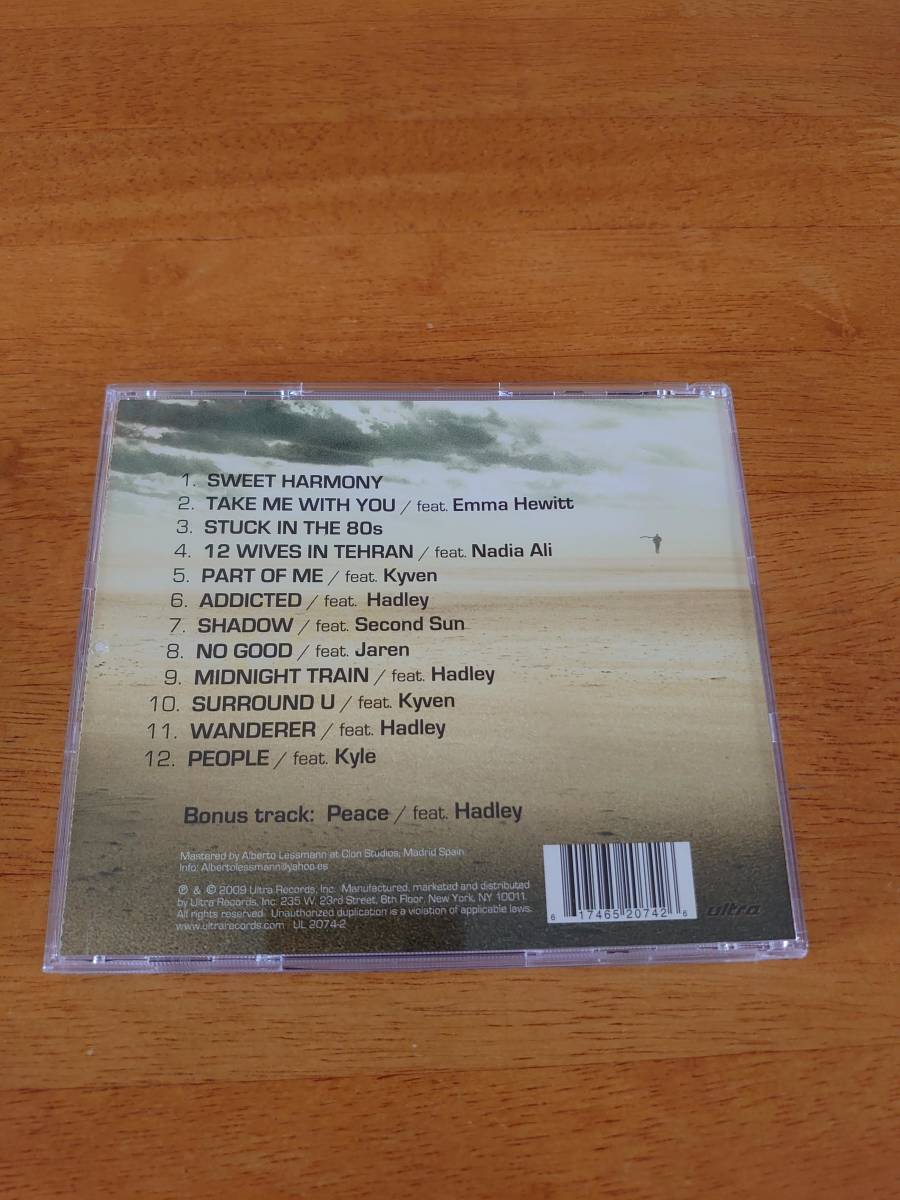 1. SWEET HARMONY
2. TAKE ME WITH YOU / feat. Emma Hewitt
3. STUCK IN THE 80s
4. 12 WIVES IN TEHRAN / feat. Nadia Ali
5. PART OF ME / feat. Kyven
6. ADDICTED / feat. Hadley
7. SHADOW / feat. Second Sun
8. NO GOOD / feat. Jaren
9. MIDNIGHT TRAIN / feat. Hadley
10. SURROUND U / feat. Kyven
11. WANDERER / feat. Hadley
12. PEOPLE / feat. Kyle
Bonus track: Peace / feat. Hadley
Mastered by Alberto Lessmann at Clon Studios, Madrid Spain
Info: Albertolessmann@yahoo.es
℗ & © 2009 Ultra Records, Inc. Manufactured, marketed and distributed
by Ultra Records, Inc. 235 W. 23rd Street, 8th Floor, New York, NY 10011.
All rights reserved. Unauthorized duplication is a violation of applicable laws.
www.ultrarecords.com UL 2074-2
6 17465 20742 6
ultra